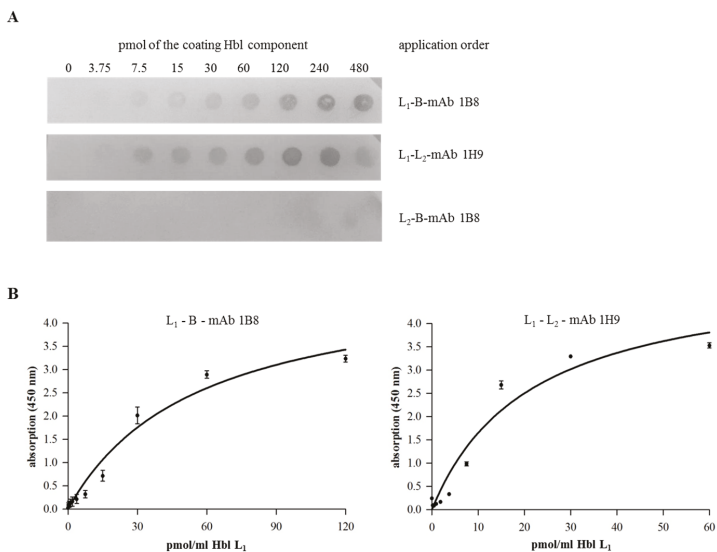 A
pmol of the coating Hbl component
application order
0 3.75 7.5 15 30 60 120 240 480
L₁-B-mAb 1B8
L₁-L₂-mAb 1H9
L₂-B-mAb 1B8
B
L₁ - B - mAb 1B8
absorption (450 nm)
4.0
3.5
3.0
2.5
2.0
1.5
1.0
0.5
0.0
0 30 60 90 120
pmol/ml Hbl L₁
L₁ - L₂ - mAb 1H9
absorption (450 nm)
4.0
3.5
3.0
2.5
2.0
1.5
1.0
0.5
0.0
0 10 20 30 40 50 60
pmol/ml Hbl L₁